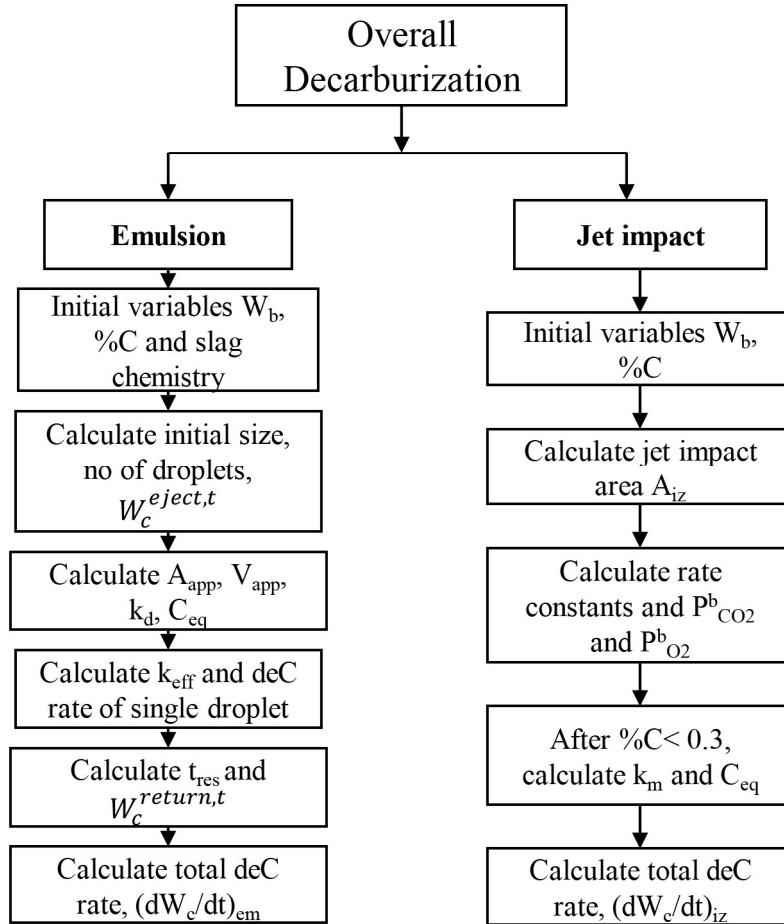 Overall
Decarburization
Emulsion
Initial variables W_b,
%C and slag
chemistry
Calculate initial size,
no of droplets,
W_c^{eject,t}
Calculate A_app, V_app,
k_d, C_eq
Calculate k_eff and deC
rate of single droplet
Calculate t_res and
W_c^{return,t}
Calculate total deC
rate, (dW_c/dt)_em
Jet impact
Initial variables W_b,
%C
Calculate jet impact
area A_iz
Calculate rate
constants and P^b_CO2
and P^b_O2
After %C< 0.3,
calculate k_m and C_eq
Calculate total deC
rate, (dW_c/dt)_iz